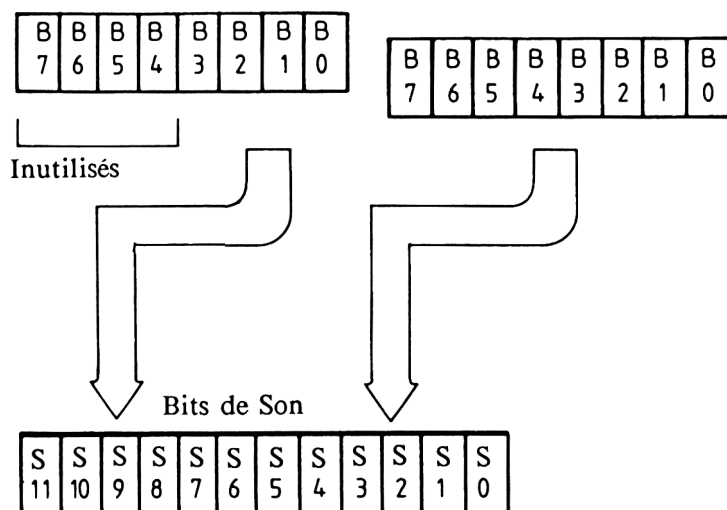 B B B B B B B B
7 6 5 4 3 2 1 0
B B B B B B B B
7 6 5 4 3 2 1 0
Inutilisés
Bits de Son
S S S S S S S S S S S S
11 10 9 8 7 6 5 4 3 2 1 0